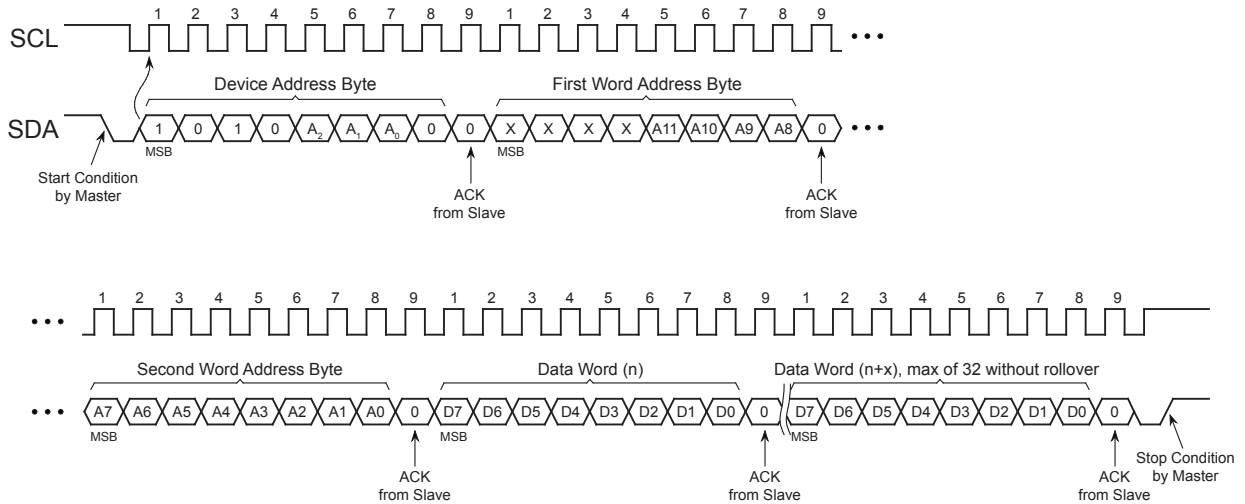 1 2 3 4 5 6 7 8 9 1 2 3 4 5 6 7 8 9
SCL
Device Address Byte First Word Address Byte
SDA 1 0 1 0 A2 A1 A0 0 0 X X X X A11 A10 A9 A8 0
MSB MSB
Start Condition
by Master
ACK
from Slave
ACK
from Slave
1 2 3 4 5 6 7 8 9 1 2 3 4 5 6 7 8 9 1 2 3 4 5 6 7 8 9
Second Word Address Byte Data Word (n) Data Word (n+x), max of 32 without rollover
A7 A6 A5 A4 A3 A2 A1 A0 0 D7 D6 D5 D4 D3 D2 D1 D0 0 D7 D6 D5 D4 D3 D2 D1 D0 0
MSB MSB MSB
ACK
from Slave
ACK
from Slave
ACK
from Slave
Stop Condition
by Master